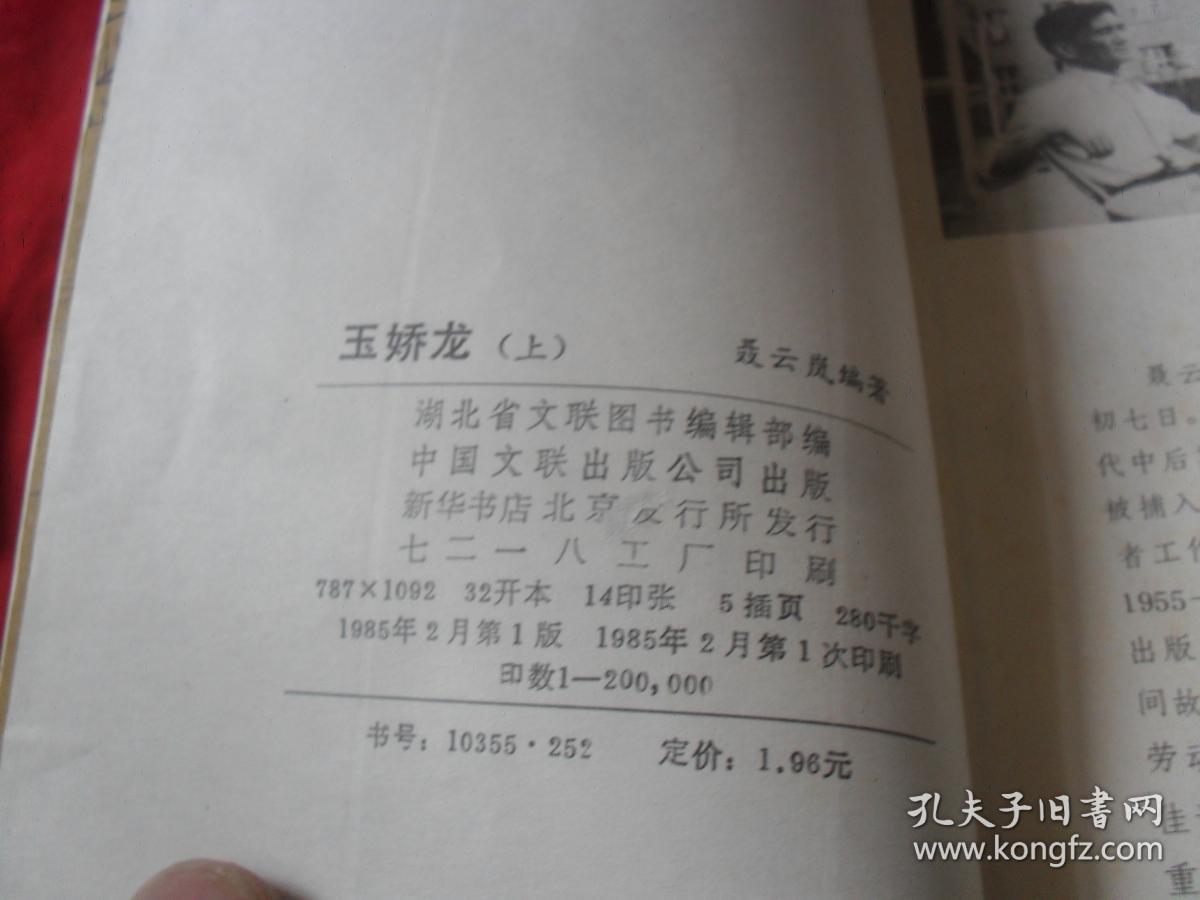 玉娇龙（上） 聂云岚编著
湖北省文联图书编辑部编
中国文联出版公司出版
新华书店北京发行所发行
七二一八工厂印刷
787×1092 32开本 14印张 5插页 280千字
1985年2月第1版 1985年2月第1次印刷
印数1—200,000
书号：10355·252 定价：1.96元
聂云
初七日。
代中后
被捕入
者工作
1955-
出版
间故
劳动
佳
重
孔夫子旧书网
www.kongfz.com